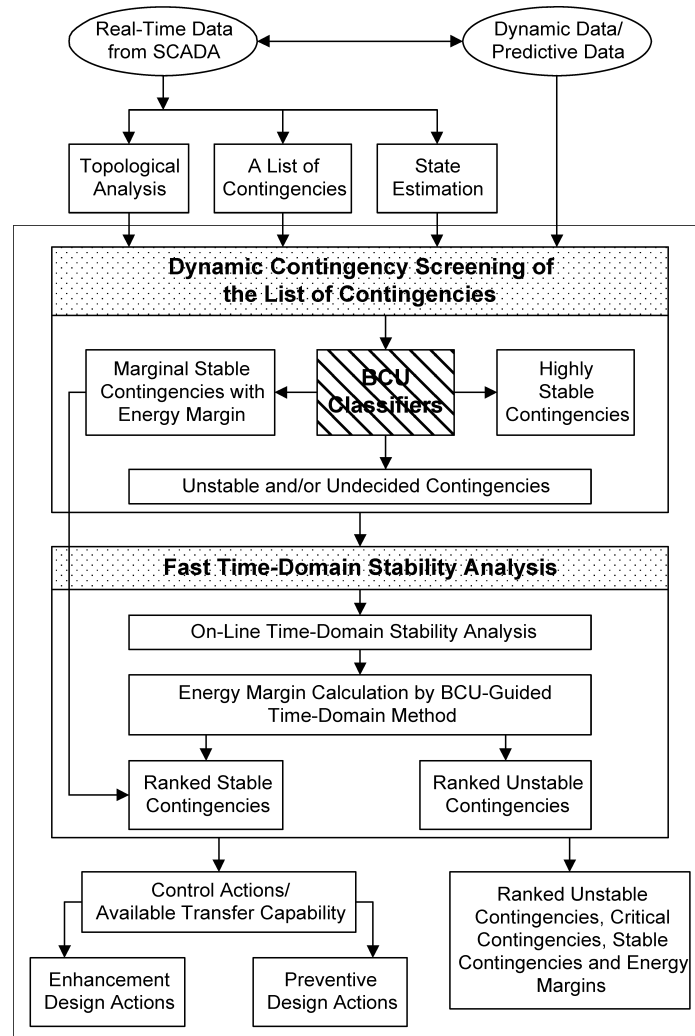 Real-Time Data
from SCADA
Dynamic Data/
Predictive Data
Topological
Analysis
A List of
Contingencies
State
Estimation
Dynamic Contingency Screening of
the List of Contingencies
Marginal Stable
Contingencies with
Energy Margin
BCU
Classifiers
Highly
Stable
Contingencies
Unstable and/or Undecided Contingencies
Fast Time-Domain Stability Analysis
On-Line Time-Domain Stability Analysis
Energy Margin Calculation by BCU-Guided
Time-Domain Method
Ranked Stable
Contingencies
Ranked Unstable
Contingencies
Control Actions/
Available Transfer Capability
Enhancement
Design Actions
Preventive
Design Actions
Ranked Unstable
Contingencies, Critical
Contingencies, Stable
Contingencies and Energy
Margins